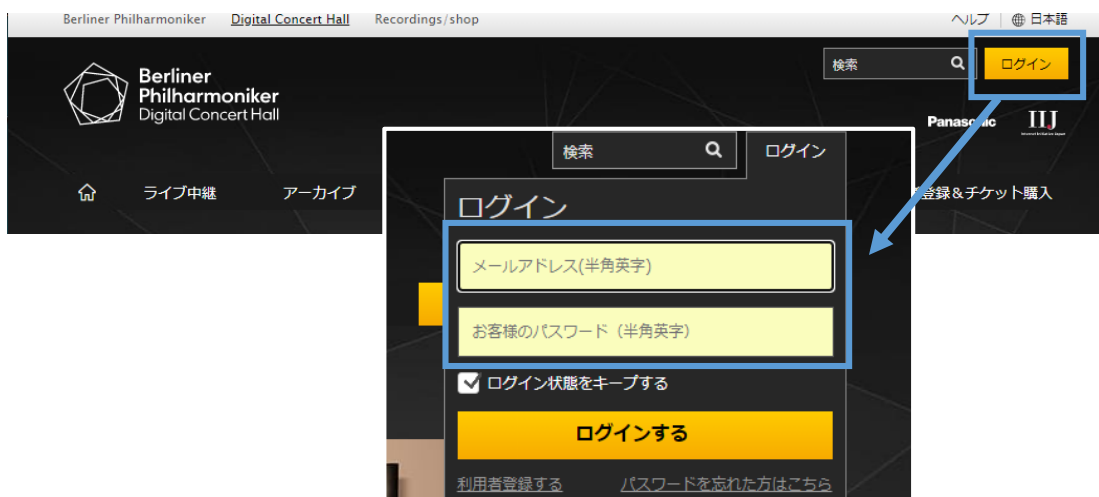 Berliner Philharmoniker Digital Concert Hall Recordings/shop ヘルプ 日本語
検索 ログイン
Berliner
Philharmoniker
Digital Concert Hall
Panasonic IIJ
ライブ中継 アーカイブ 登録&チケット購入
検索 ログイン
ログイン
メールアドレス(半角英字)
お客様のパスワード（半角英字）
ログイン状態をキープする
ログインする
利用者登録する パスワードを忘れた方はこちら